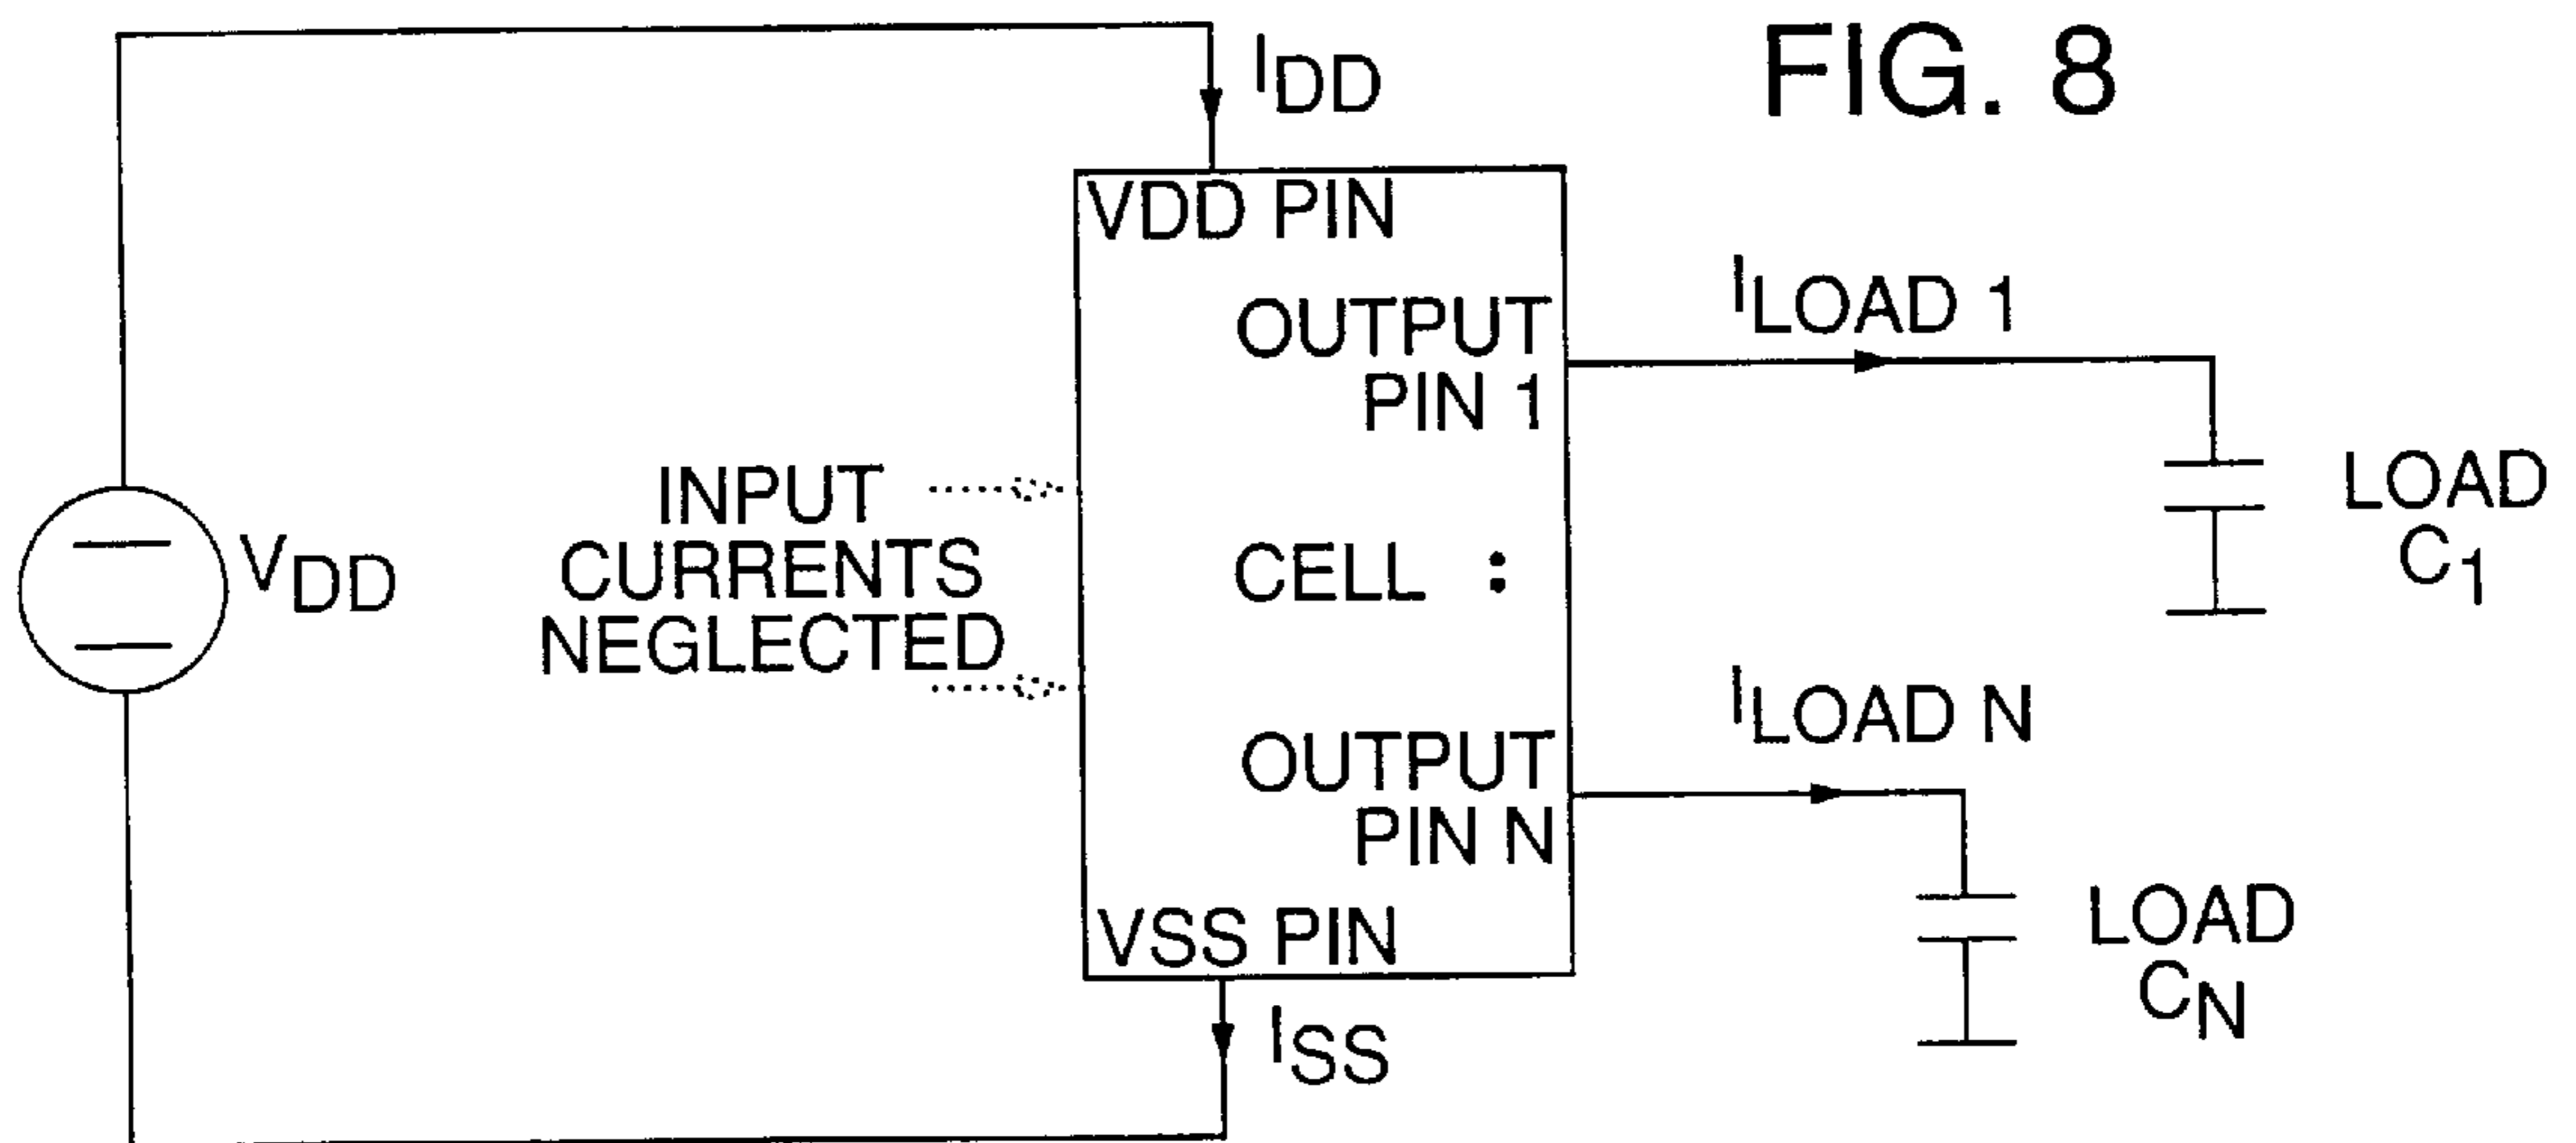 FIG. 8
IDD
VDD PIN
OUTPUT
PIN 1
ILOAD 1
LOAD
C1
VDD
INPUT
CURRENTS
NEGLECTED
CELL :
ILOAD N
OUTPUT
PIN N
LOAD
CN
VSS PIN
ISS